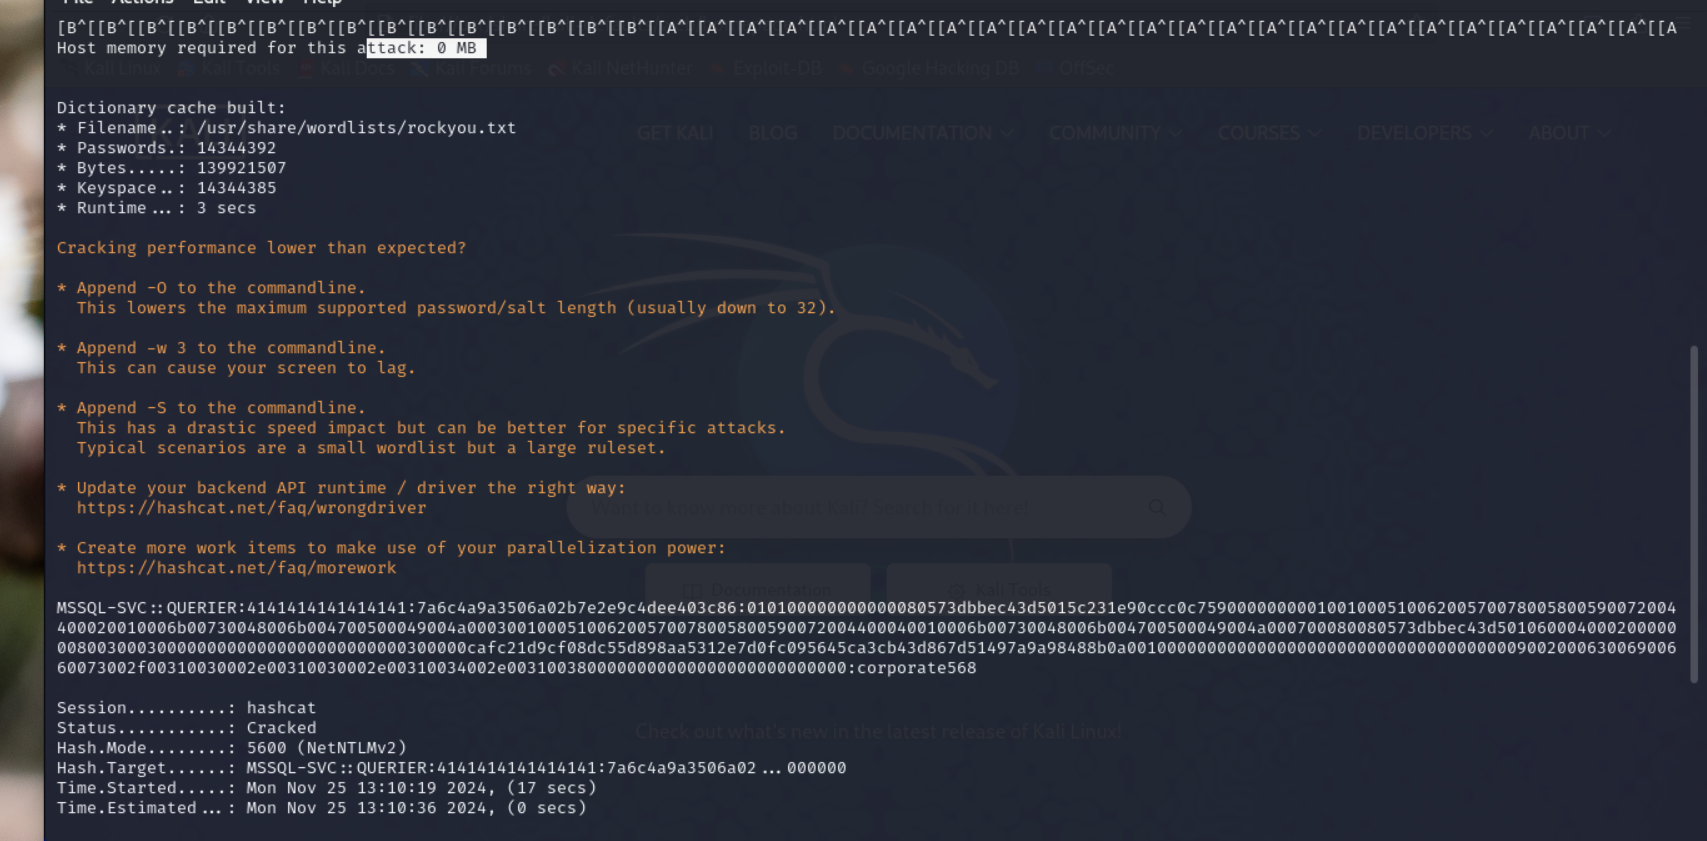 File Actions Edit View Help
[B^[[B^[[B^[[B^[[B^[[B^[[B^[[B^[[B^[[B^[[B^[[B^[[B^[[B^[[B^[[A^[[A^[[A^[[A^[[A^[[A^[[A^[[A^[[A^[[A^[[A^[[A^[[A^[[A^[[A^[[A^[[A^[[A^[[A^[[A^[[A^[[A^[[A^[[A^[[A^[[A
Host memory required for this attack: 0 MB
Kali Linux Kali Tools Kali Docs Kali Forums Kali NetHunter Exploit-DB Google Hacking DB OffSec
Dictionary cache built:
* Filename..: /usr/share/wordlists/rockyou.txt
GET KALI BLOG DOCUMENTATION COMMUNITY COURSES DEVELOPERS ABOUT
* Passwords.: 14344392
* Bytes.....: 139921507
* Keyspace..: 14344385
* Runtime...: 3 secs
Cracking performance lower than expected?
* Append -O to the commandline.
This lowers the maximum supported password/salt length (usually down to 32).
* Append -w 3 to the commandline.
This can cause your screen to lag.
* Append -S to the commandline.
This has a drastic speed impact but can be better for specific attacks.
Typical scenarios are a small wordlist but a large ruleset.
* Update your backend API runtime / driver the right way:
https://hashcat.net/faq/wrongdriver
Want to know more about Kali? Search for it here!
* Create more work items to make use of your parallelization power:
https://hashcat.net/faq/morework
Documentation Kali Tools
MSSQL-SVC::QUERIER:4141414141414141:7a6c4a9a3506a02b7e2e9c4dee403c86:010100000000000080573dbbec43d5015c231e90ccc0c759000000000100100051006200570078005800590072004
400020010006b00730048006b004700500049004a000300100051006200570078005800590072004400040010006b00730048006b004700500049004a000700080080573dbbec43d501060004000200000
0080030003000000000000000000000000000300000cafc21d9cf08dc55d898aa5312e7d0fc095645ca3cb43d867d51497a9a98488b0a001000000000000000000000000000000000000900200063006900​6
60073002f00310030002e00310030002e00310034002e0031003800000000000000000000000000:corporate568
Session..........: hashcat
Status...........: Cracked
Check out what's new in the latest release of Kali Linux!
Hash.Mode........: 5600 (NetNTLMv2)
Hash.Target......: MSSQL-SVC::QUERIER:4141414141414141:7a6c4a9a3506a02...000000
Time.Started.....: Mon Nov 25 13:10:19 2024, (17 secs)
Time.Estimated...: Mon Nov 25 13:10:36 2024, (0 secs)